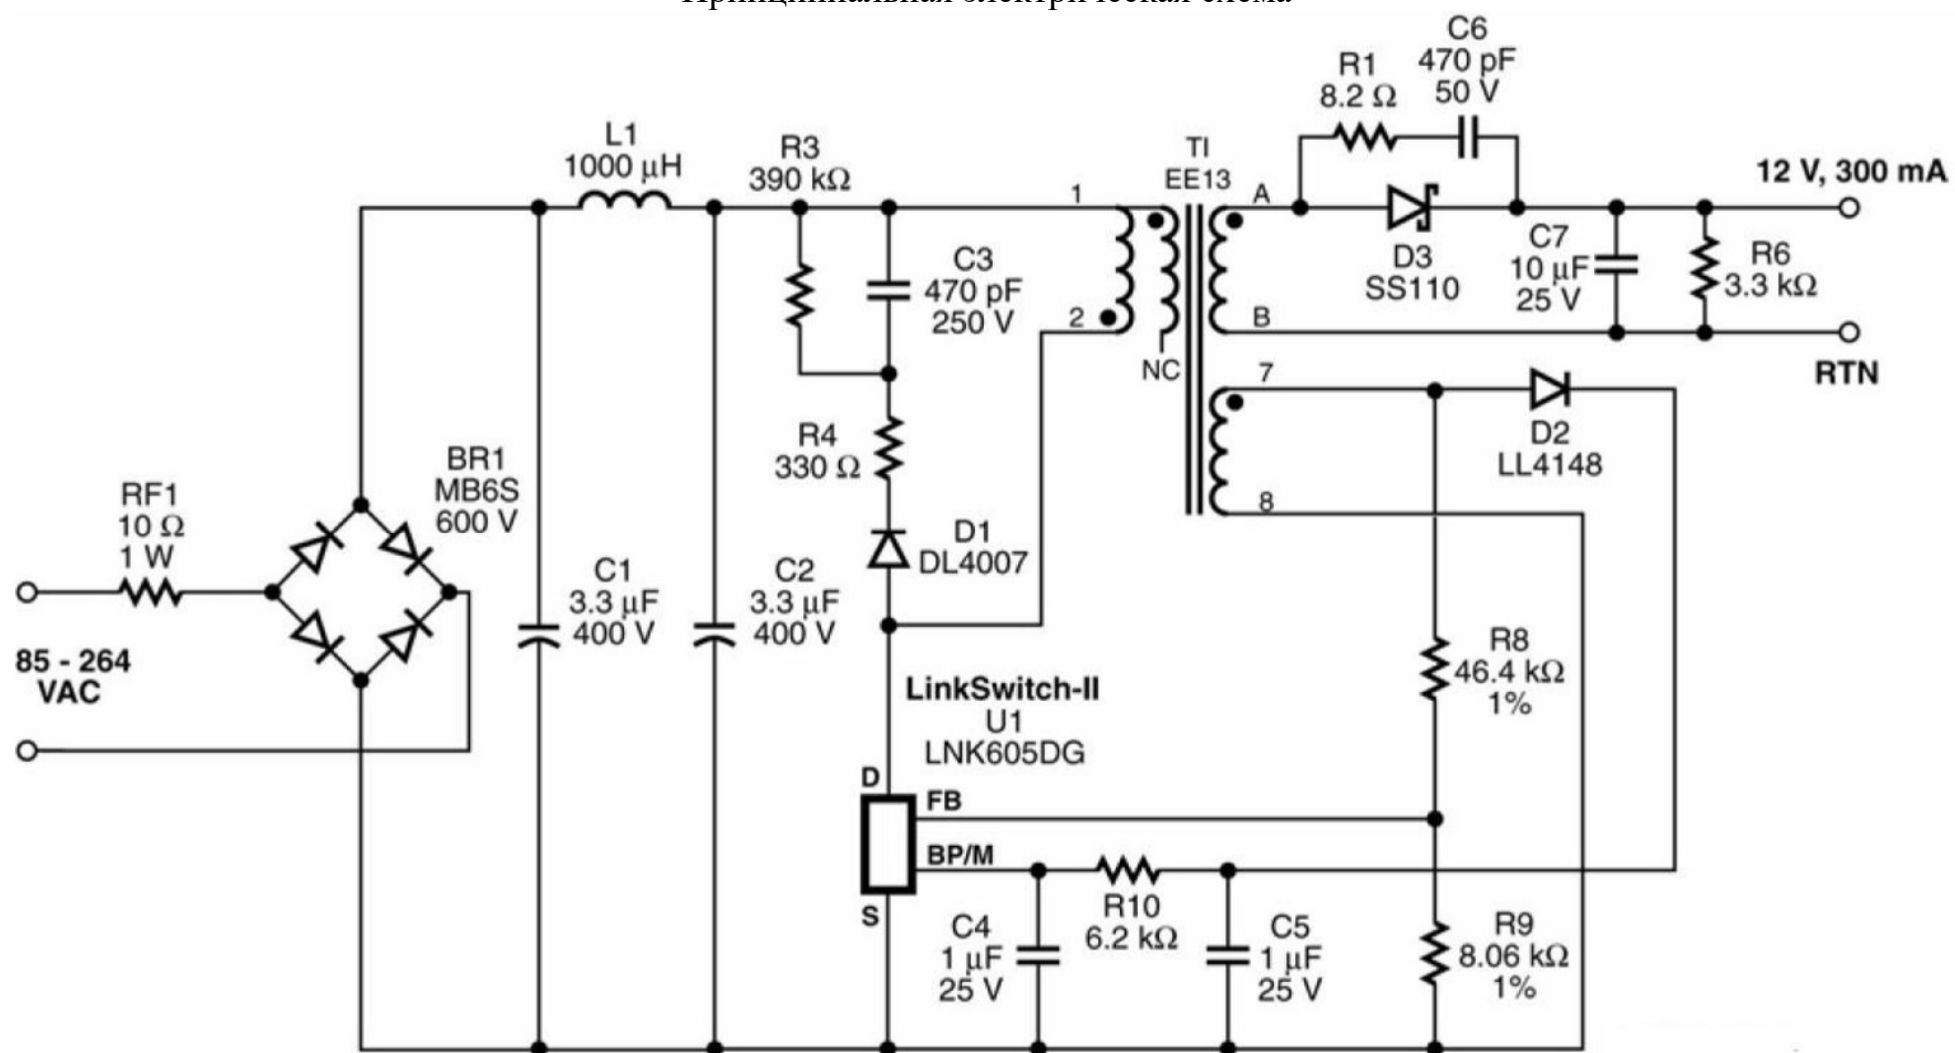 Принципиальная электрическая схема
C6
470 pF
50 V
R1
8.2 Ω
L1
1000 μH
R3
390 kΩ
TI
EE13
1
A
12 V, 300 mA
C3
470 pF
250 V
D3
SS110
C7
10 μF
25 V
R6
3.3 kΩ
2
B
NC
RTN
7
D2
LL4148
8
R4
330 Ω
BR1
MB6S
600 V
RF1
10 Ω
1 W
D1
DL4007
C1
3.3 μF
400 V
C2
3.3 μF
400 V
85 - 264
VAC
R8
46.4 kΩ
1%
LinkSwitch-II
U1
LNK605DG
D
FB
BP/M
S
R10
6.2 kΩ
C4
1 μF
25 V
C5
1 μF
25 V
R9
8.06 kΩ
1%